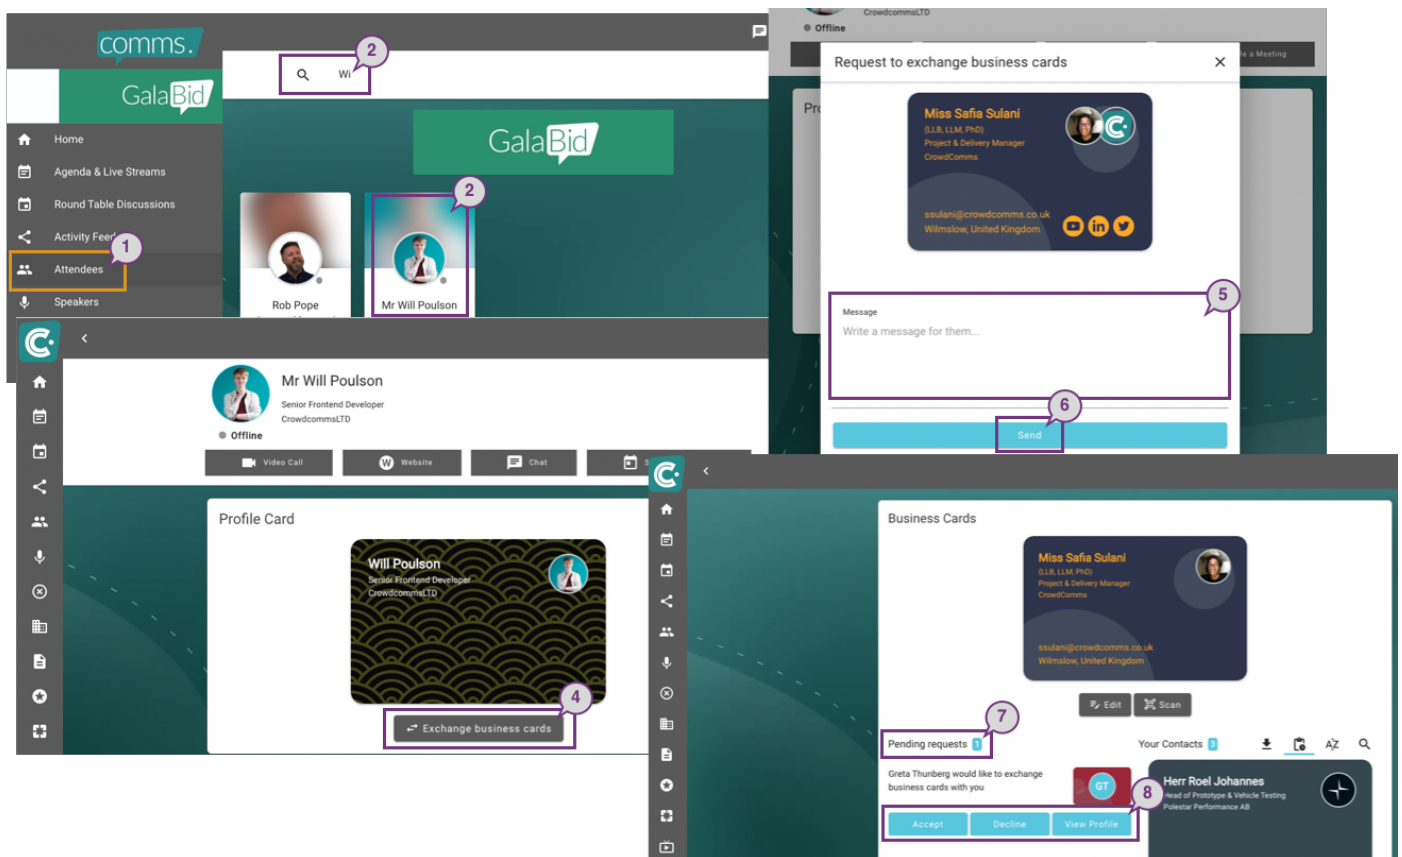 comms.
GalaBid
Home
Agenda & Live Streams
Round Table Discussions
Activity Feed
1
Attendees
Speakers
2
Wi
GalaBid
2
Rob Pope
Mr Will Poulson
Mr Will Poulson
Senior Frontend Developer
CrowdcommsLTD
Offline
Video Call
W Website
Chat
S
Profile Card
Will Poulson
Senior Frontend Developer
CrowdcommsLTD
4
Exchange business cards
CrowdcommsLTD
Offline
e a Meeting
Request to exchange business cards
Pro
Miss Safia Sulani
(LLB, LLM, PhD)
Project & Delivery Manager
CrowdComms
ssulani@crowdcomms.co.uk
Wilmslow, United Kingdom
in
5
Message
Write a message for them...
6
Send
Business Cards
Miss Safia Sulani
(LLB, LLM, PhD)
Project & Delivery Manager
CrowdComms
ssulani@crowdcomms.co.uk
Wilmslow, United Kingdom
Edit
Scan
7
Pending requests 1
Your Contacts 3
AZ
Greta Thunberg would like to exchange
business cards with you
GT
8
Accept
Decline
View Profile
Herr Roel Johannes
Head of Prototype & Vehicle Testing
Polestar Performance AB